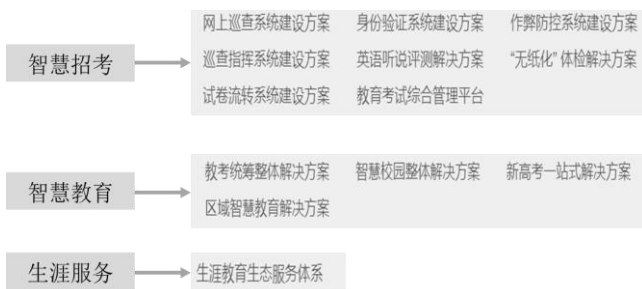 智慧招考
网上巡查系统建设方案 身份验证系统建设方案 作弊防控系统建设方案
巡查指挥系统建设方案 英语听说评测解决方案 “无纸化” 体检解决方案
试卷流转系统建设方案 教育考试综合管理平台
智慧教育
教考统筹整体解决方案 智慧校园整体解决方案 新高考一站式解决方案
区域智慧教育解决方案
生涯服务
生涯教育生态服务体系